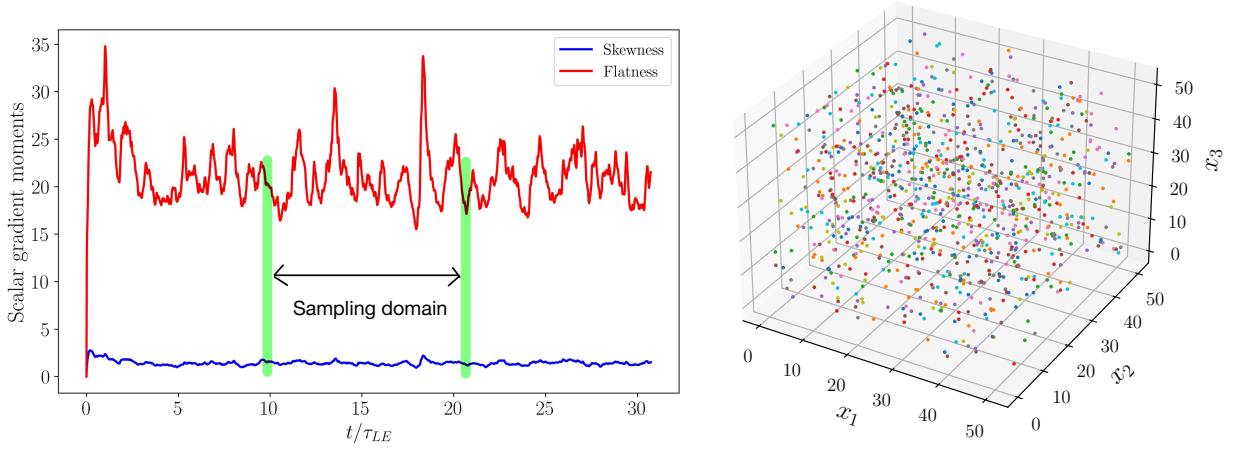 Scalar gradient moments
35
30
25
20
15
10
5
0
Skewness
Flatness
Sampling domain
0 5 10 15 20 25 30
t/τ_LE
50
40
30
20
10
0
x_3
0 10 20 30 40 50
x_1
0 10 20 30 40 50
x_2